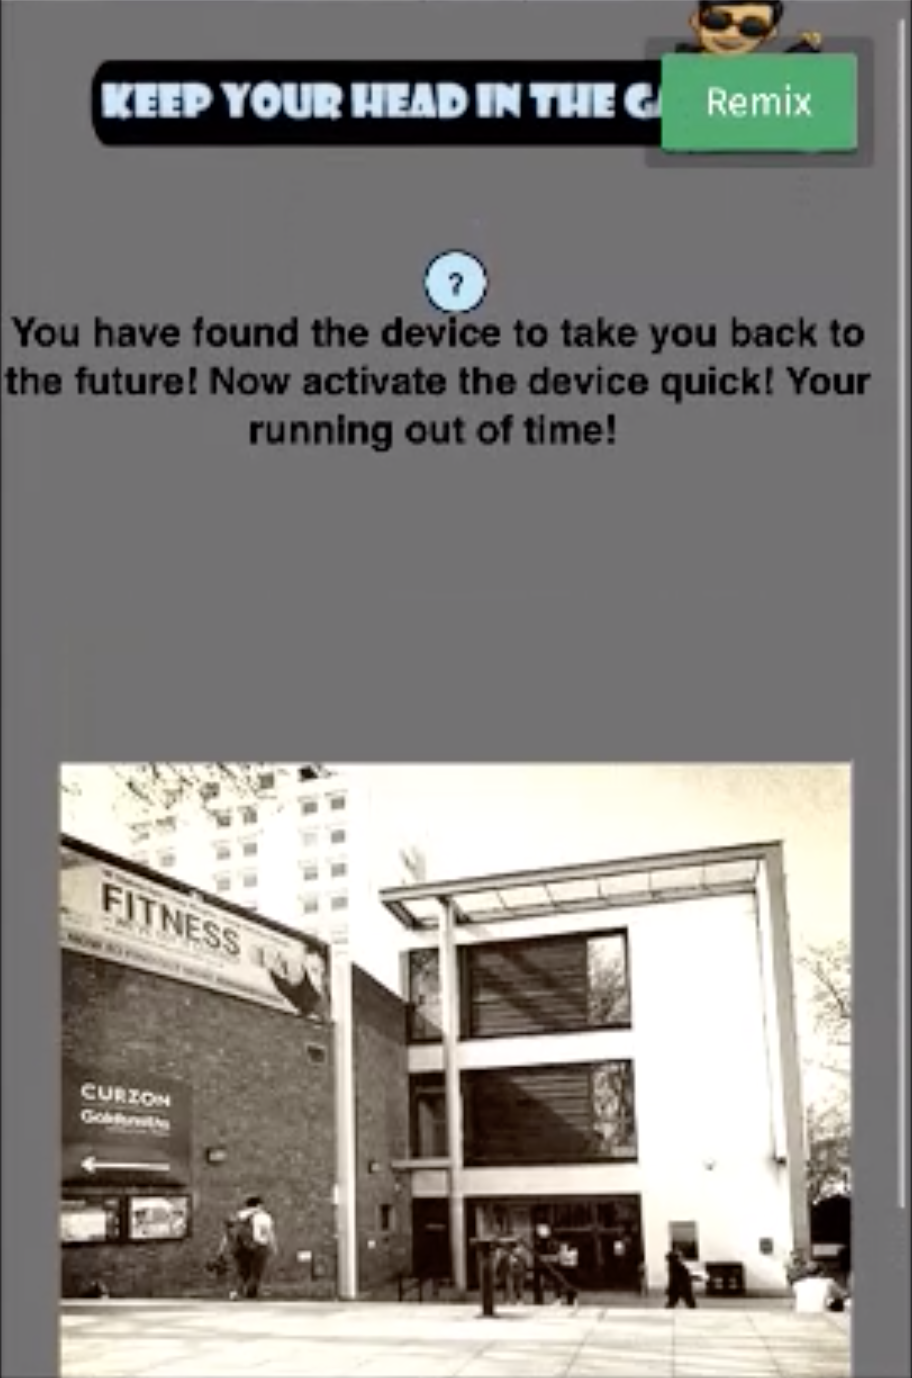 KEEP YOUR HEAD IN THE GA
Remix
?
You have found the device to take you back to
the future! Now activate the device quick! Your
running out of time!
FITNESS
CURZON
Goldsmiths